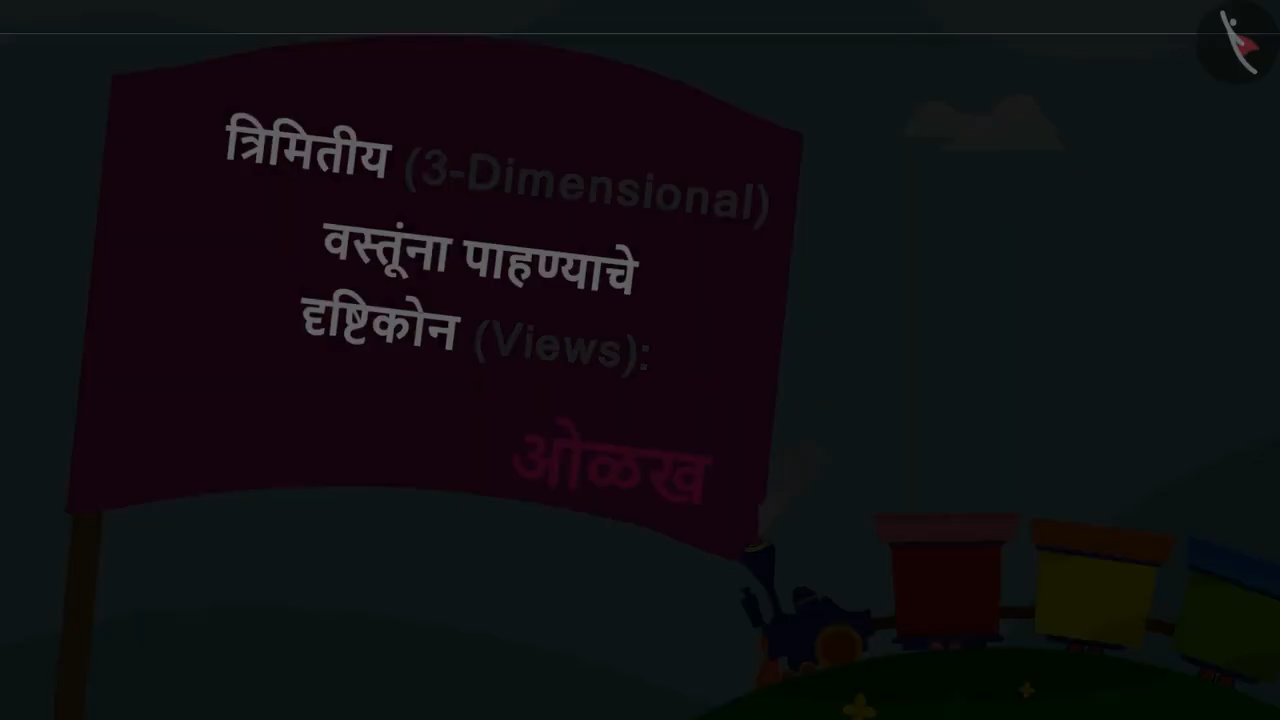 त्रिमितीय (3-Dimensional)
वस्तूंना पाहण्याचे
दृष्टिकोन (Views):
ओळख